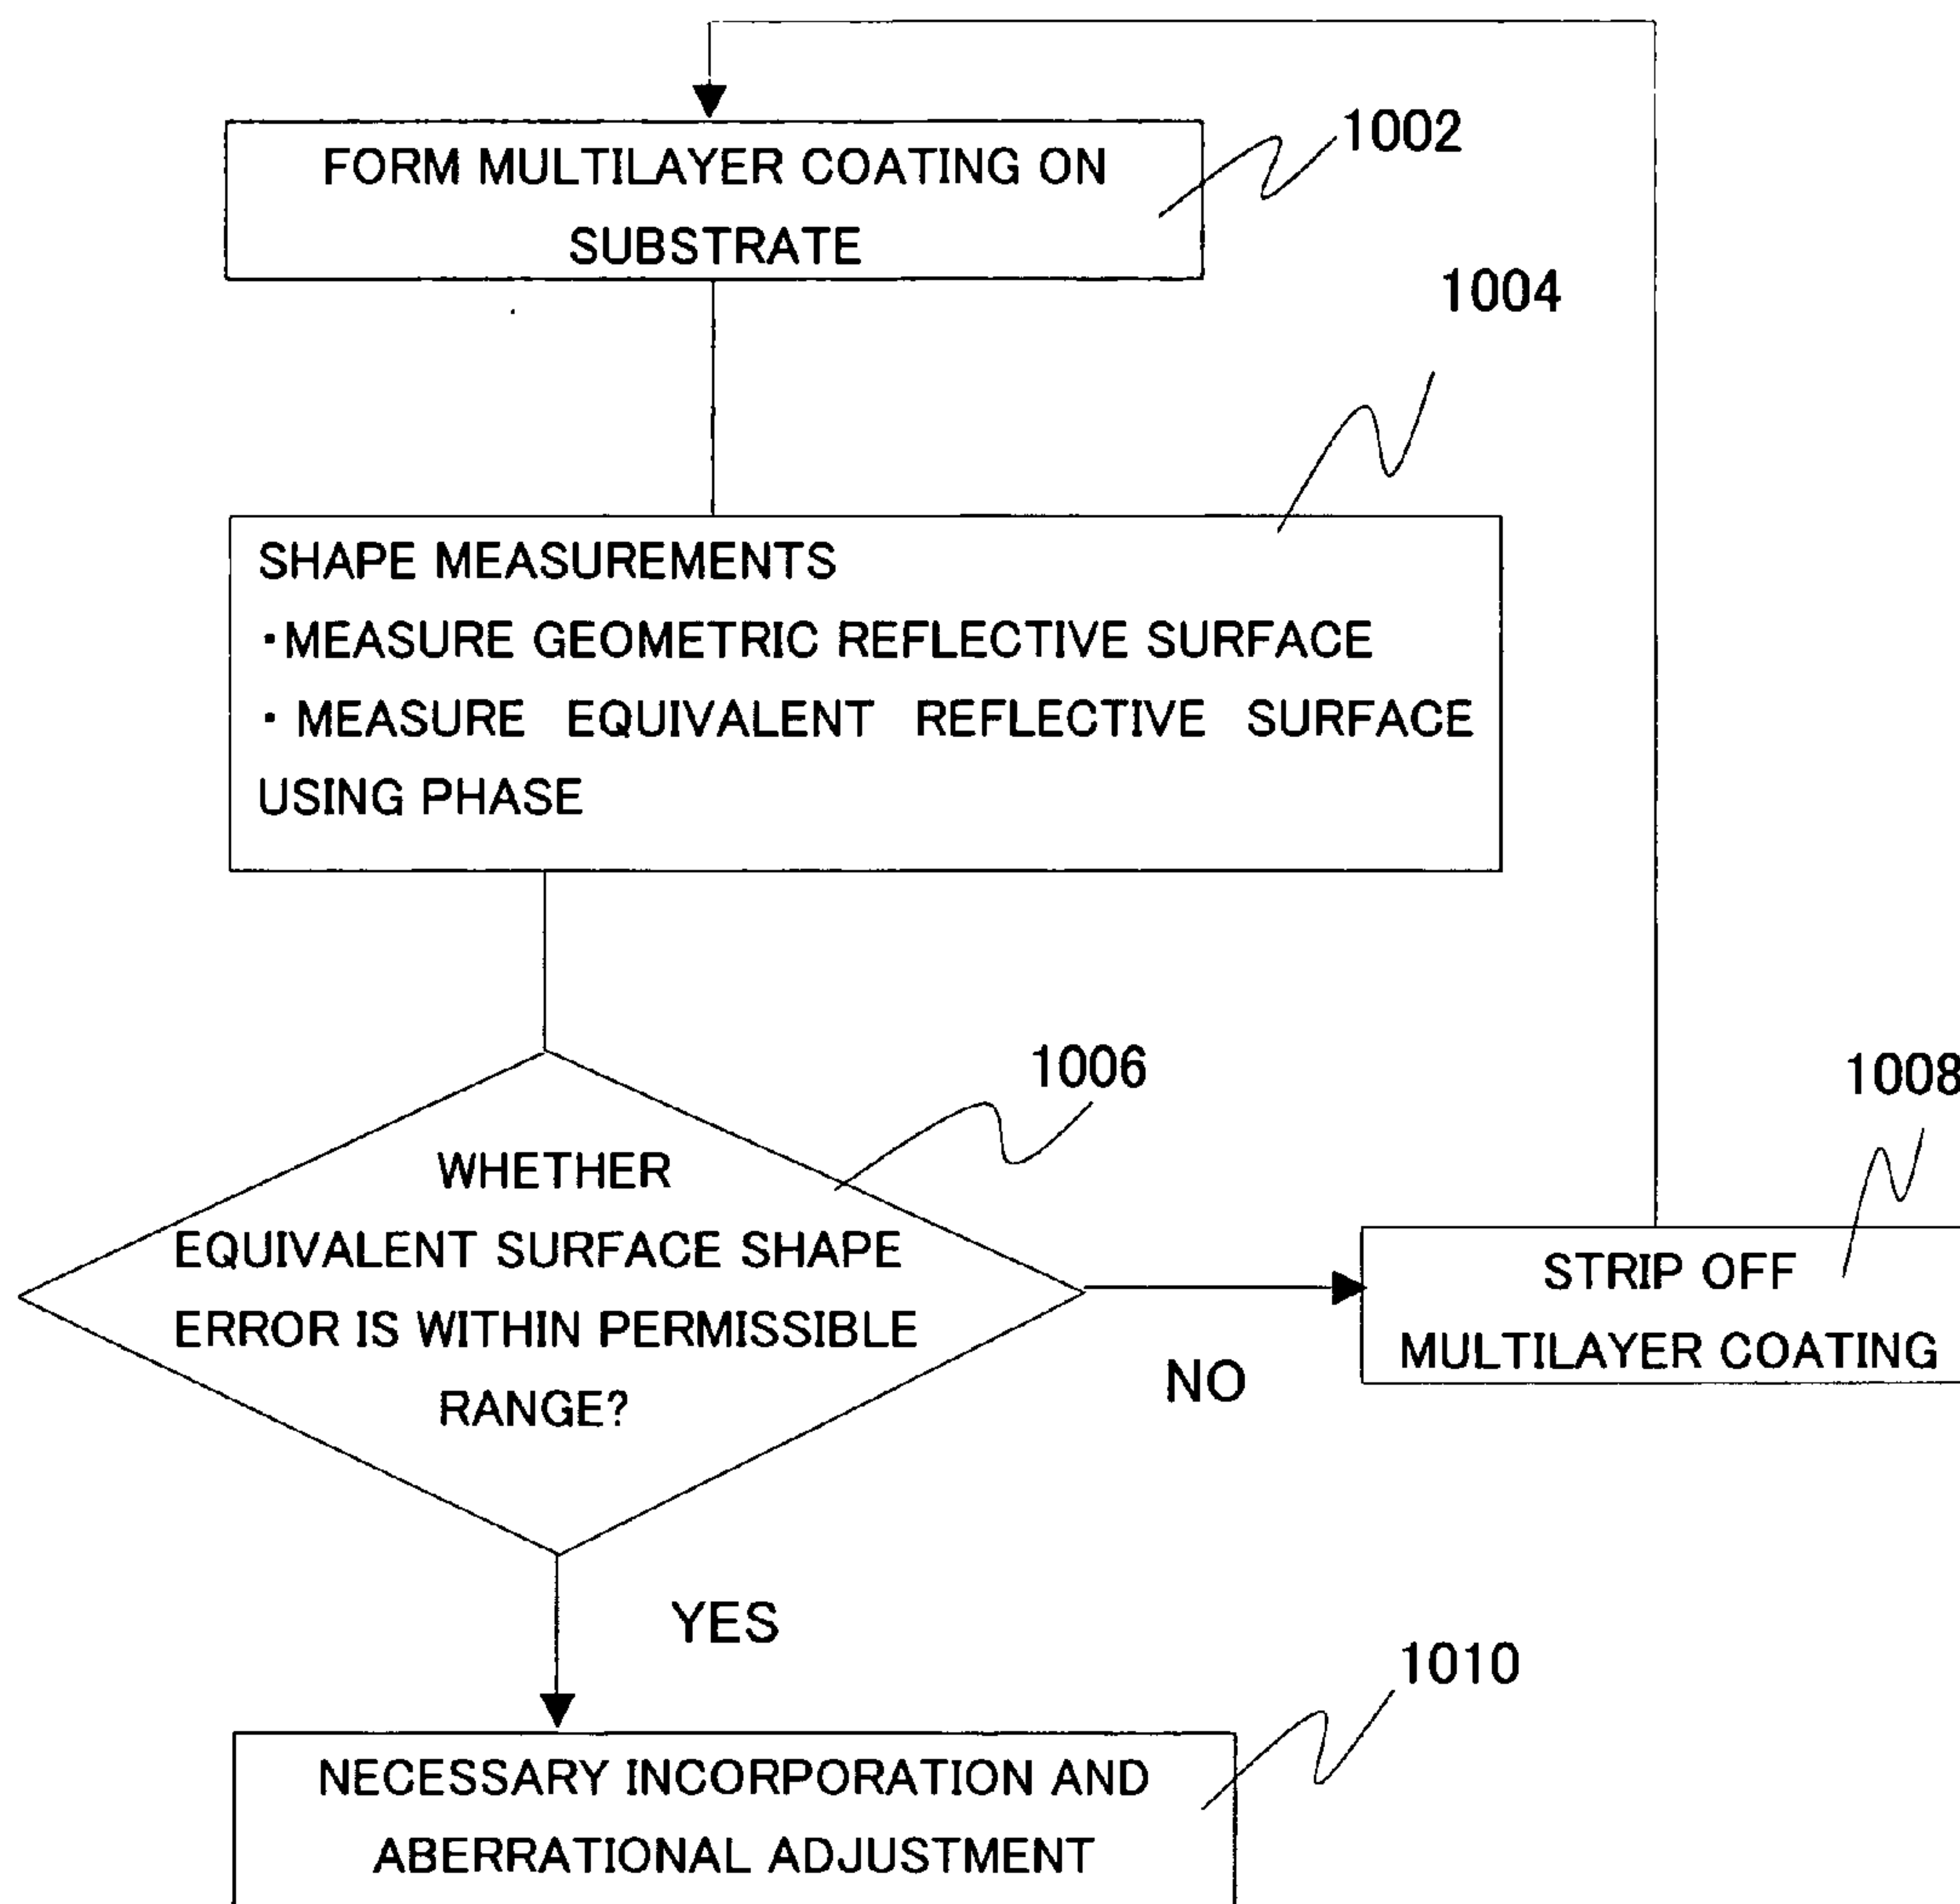 1002
FORM MULTILAYER COATING ON
SUBSTRATE
1004
SHAPE MEASUREMENTS
・MEASURE GEOMETRIC REFLECTIVE SURFACE
・ MEASURE EQUIVALENT REFLECTIVE SURFACE
USING PHASE
1006
WHETHER
EQUIVALENT SURFACE SHAPE
ERROR IS WITHIN PERMISSIBLE
RANGE?
NO
1008
STRIP OFF
MULTILAYER COATING
YES
1010
NECESSARY INCORPORATION AND
ABERRATIONAL ADJUSTMENT